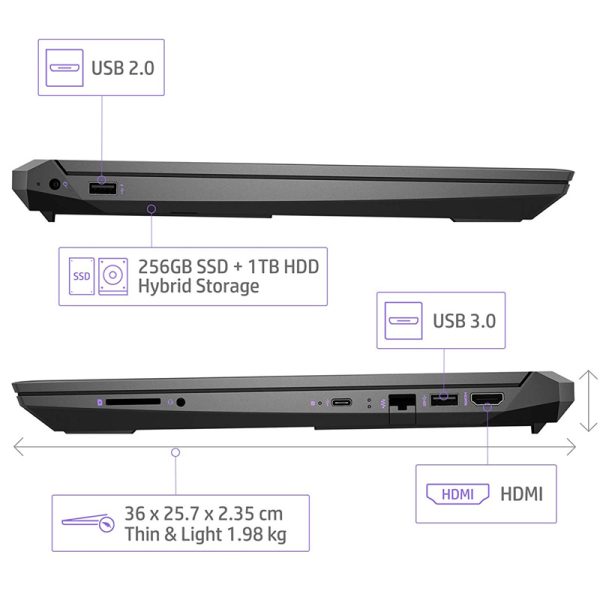 USB 2.0
SSD
256GB SSD + 1TB HDD
Hybrid Storage
USB 3.0
HDMI
HDMI
36 x 25.7 x 2.35 cm
Thin & Light 1.98 kg